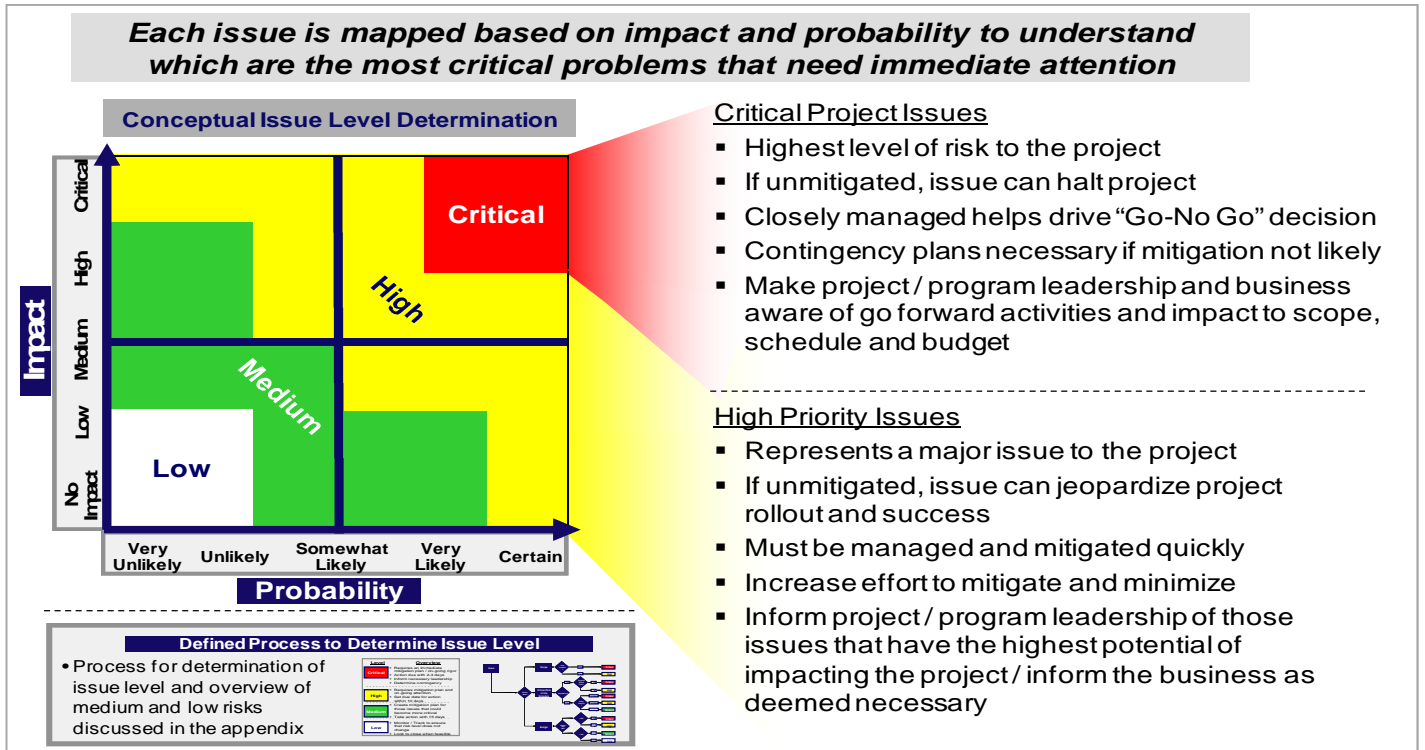 Each issue is mapped based on impact and probability to understand
which are the most critical problems that need immediate attention
Conceptual Issue Level Determination
Impact
Critical
High
Medium
Low
No
Impact
Critical
High
Medium
Low
Very
Unlikely
Unlikely
Somewhat
Likely
Very
Likely
Certain
Probability
Critical Project Issues
▪ Highest level of risk to the project
▪ If unmitigated, issue can halt project
▪ Closely managed helps drive “Go-No Go” decision
▪ Contingency plans necessary if mitigation not likely
▪ Make project / program leadership and business
aware of go forward activities and impact to scope,
schedule and budget
High Priority Issues
▪ Represents a major issue to the project
▪ If unmitigated, issue can jeopardize project
rollout and success
▪ Must be managed and mitigated quickly
▪ Increase effort to mitigate and minimize
▪ Inform project / program leadership of those
issues that have the highest potential of
impacting the project / inform the business as
deemed necessary
Defined Process to Determine Issue Level
• Process for determination of
issue level and overview of
medium and low risks
discussed in the appendix
Level
Overview
Critical
High
Medium
Low